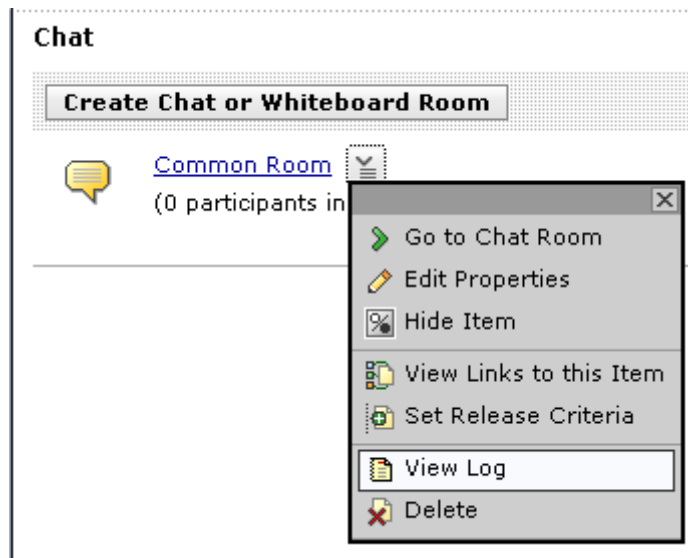 Chat
Create Chat or Whiteboard Room
Common Room
(0 participants in
Go to Chat Room
Edit Properties
Hide Item
View Links to this Item
Set Release Criteria
View Log
Delete